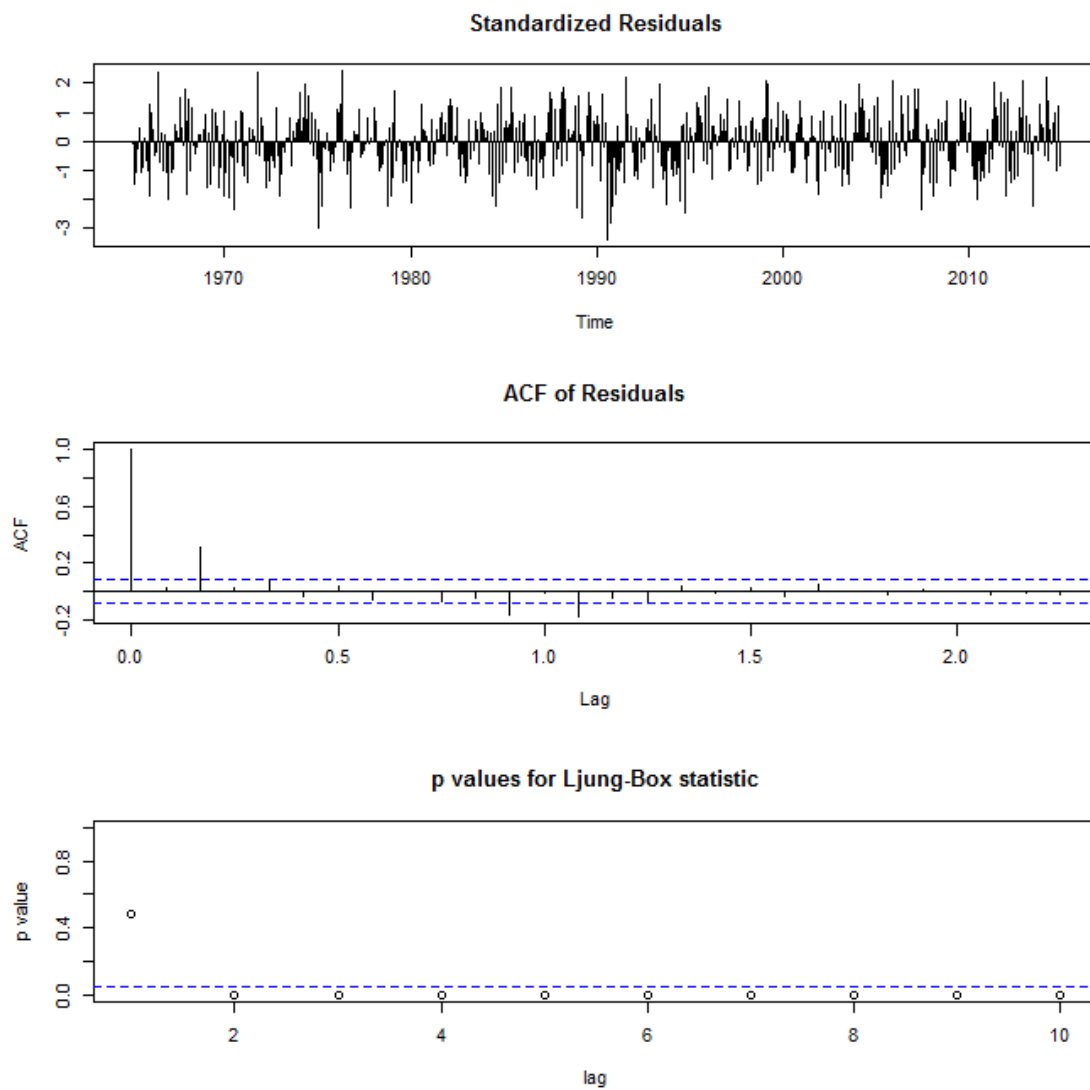 Standardized Residuals
2
1
0
-1
-3
1970 1980 1990 2000 2010
Time
ACF of Residuals
ACF
1.0
0.6
0.2
-0.2
0.0 0.5 1.0 1.5 2.0
Lag
p values for Ljung-Box statistic
p value
0.8
0.4
0.0
2 4 6 8 10
lag